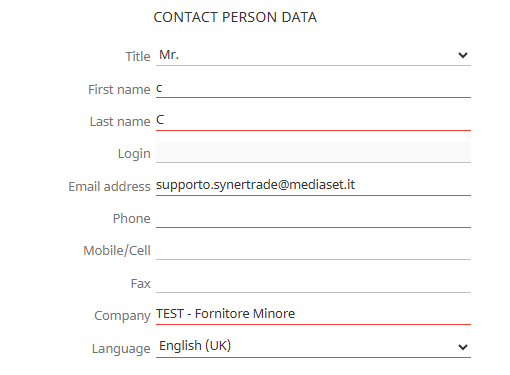 CONTACT PERSON DATA
Title Mr.
First name c
Last name C
Login
Email address supporto.synertrade@mediaset.it
Phone
Mobile/Cell
Fax
Company TEST - Fornitore Minore
Language English (UK)